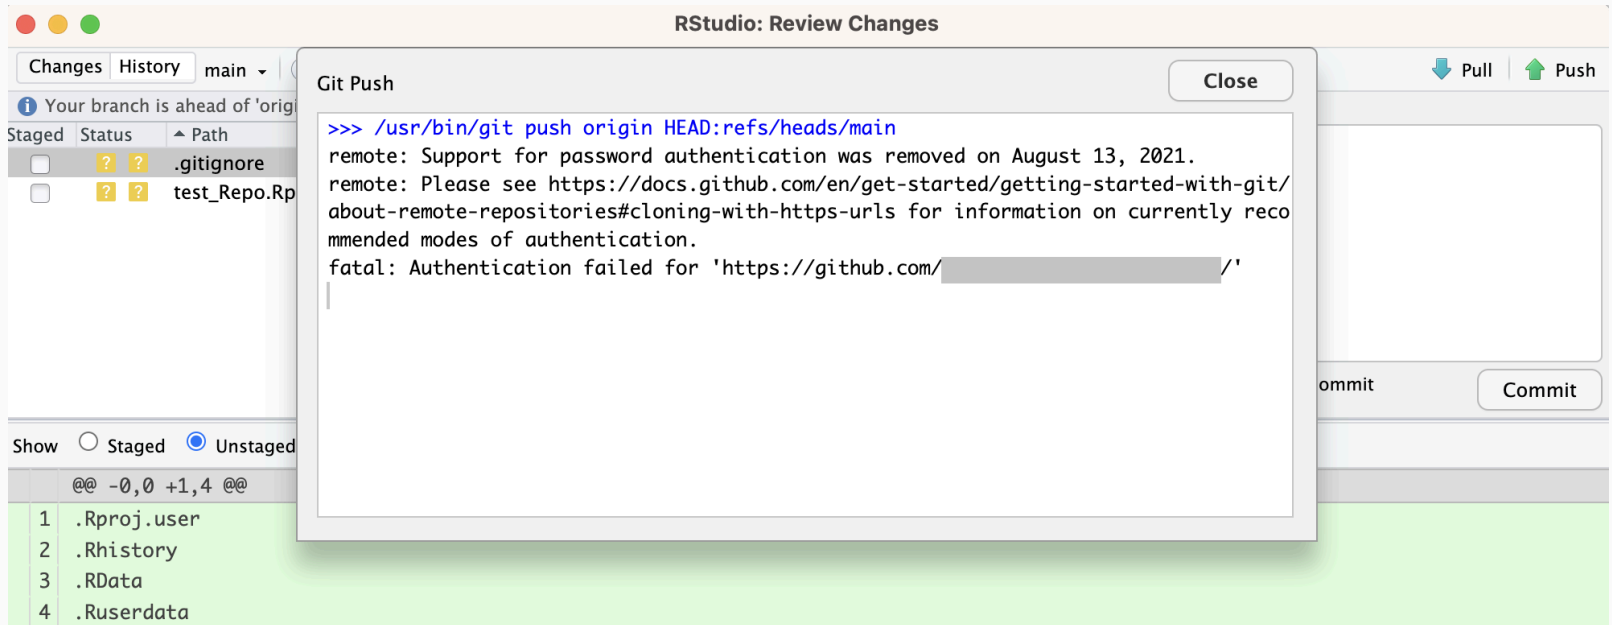 RStudio: Review Changes
Changes History main Pull Push
Git Push Close
Your branch is ahead of 'origi
Staged Status Path
? ? .gitignore
? ? test_Repo.Rp
>>> /usr/bin/git push origin HEAD:refs/heads/main
remote: Support for password authentication was removed on August 13, 2021.
remote: Please see https://docs.github.com/en/get-started/getting-started-with-git/
about-remote-repositories#cloning-with-https-urls for information on currently reco
mmended modes of authentication.
fatal: Authentication failed for 'https://github.com/ /'
ommit Commit
Show Staged Unstaged
@@ -0,0 +1,4 @@
1 .Rproj.user
2 .Rhistory
3 .RData
4 .Ruserdata